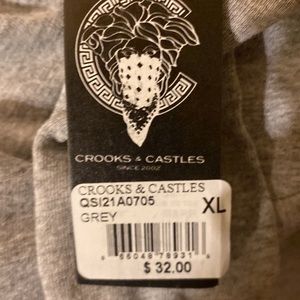 CROOKS & CASTLES
SINCE 2002
CROOKS & CASTLES
QSI21A0705
GREY
XL
$ 32.00